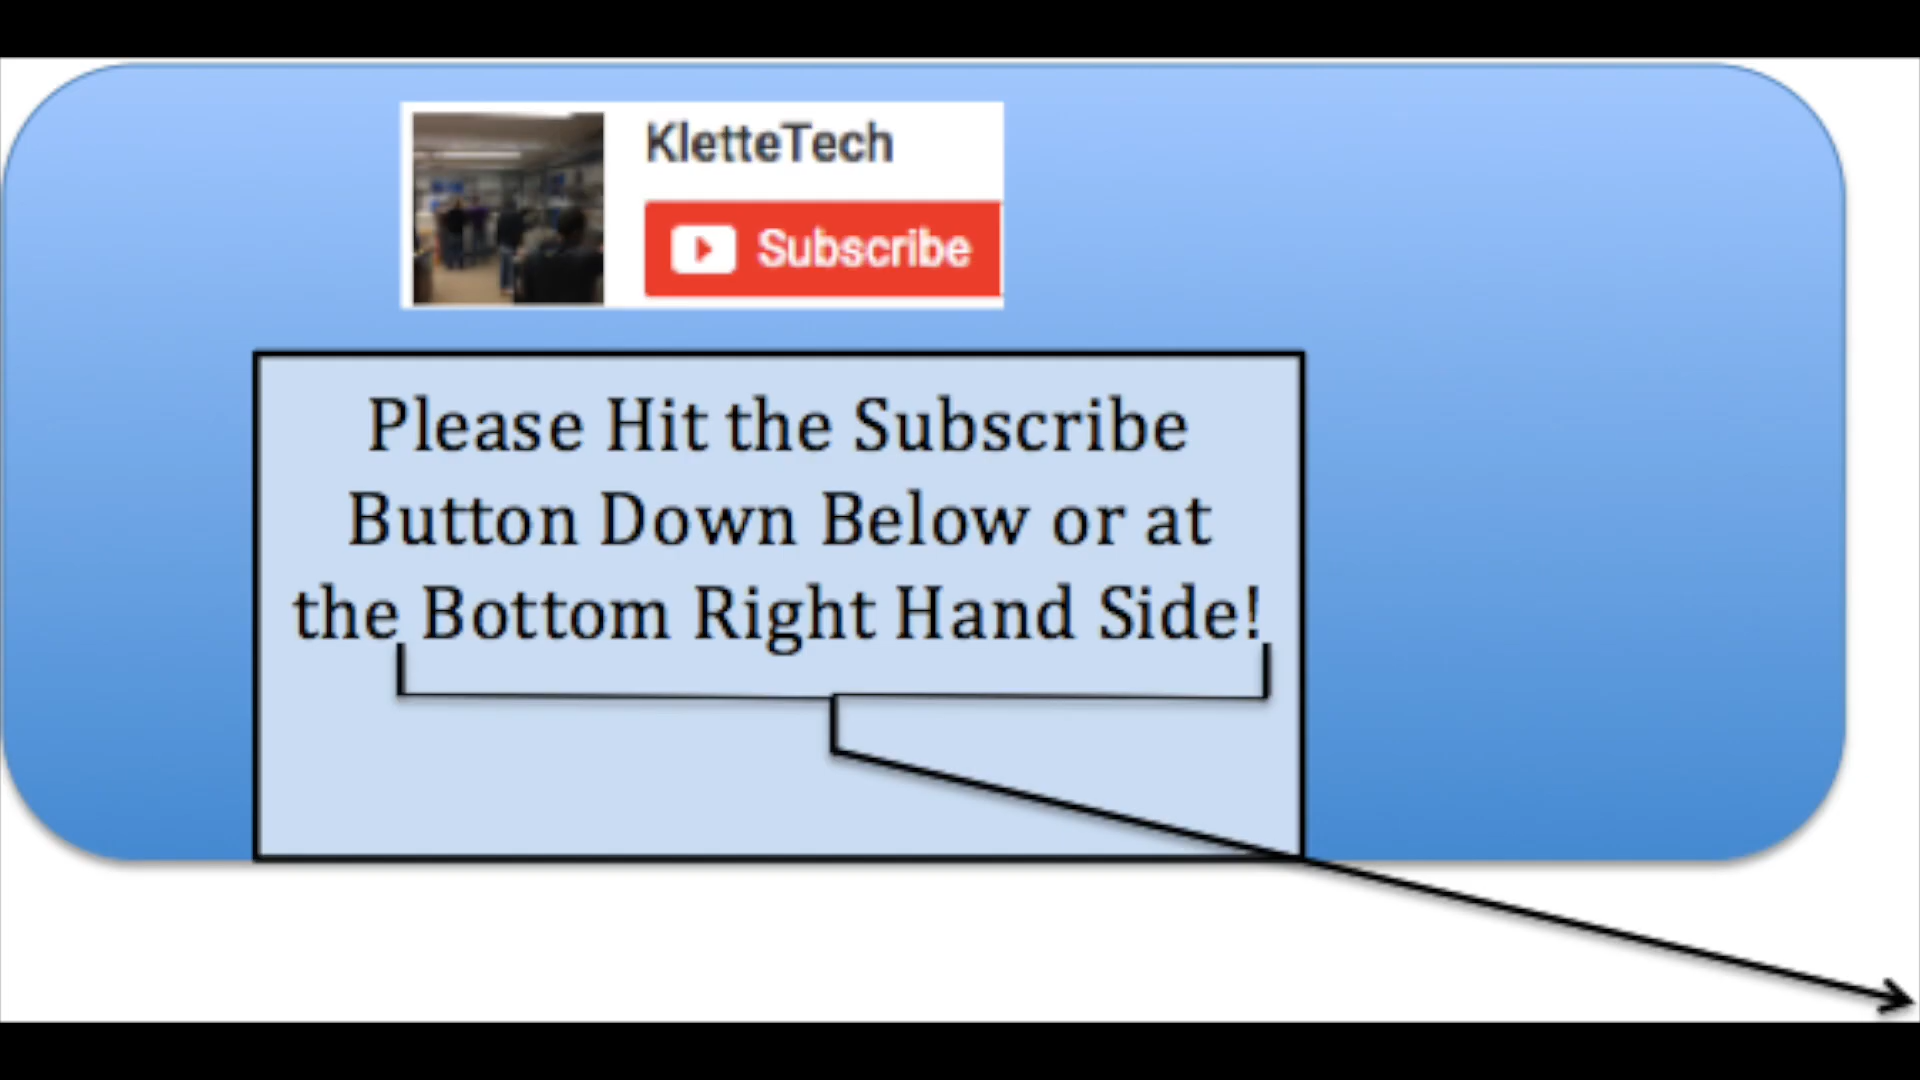 KletteTech
Subscribe
Please Hit the Subscribe
Button Down Below or at
the Bottom Right Hand Side!